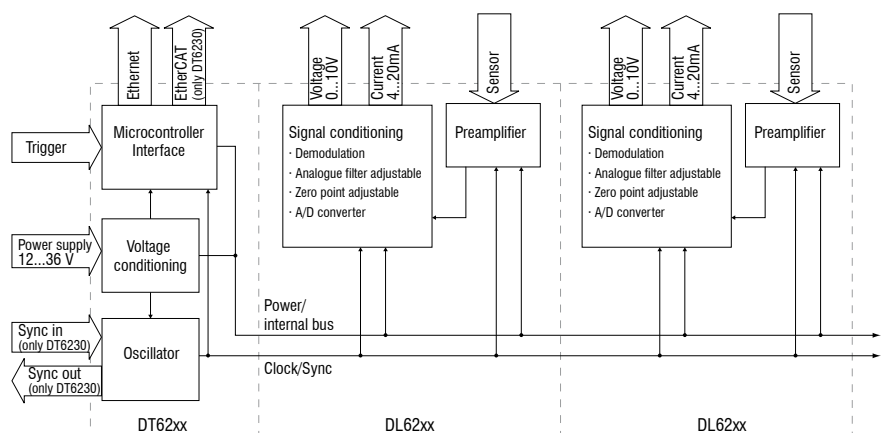 Ethernet
EtherCAT
(only DT6230)
Trigger
Microcontroller
Interface
Power supply
12...36 V
Voltage
conditioning
Sync in
(only DT6230)
Oscillator
Sync out
(only DT6230)
DT62xx
Voltage
0...10V
Current
4...20mA
Sensor
Signal conditioning
· Demodulation
· Analogue filter adjustable
· Zero point adjustable
· A/D converter
Preamplifier
Power/
internal bus
Clock/Sync
DL62xx
Voltage
0...10V
Current
4...20mA
Sensor
Signal conditioning
· Demodulation
· Analogue filter adjustable
· Zero point adjustable
· A/D converter
Preamplifier
DL62xx